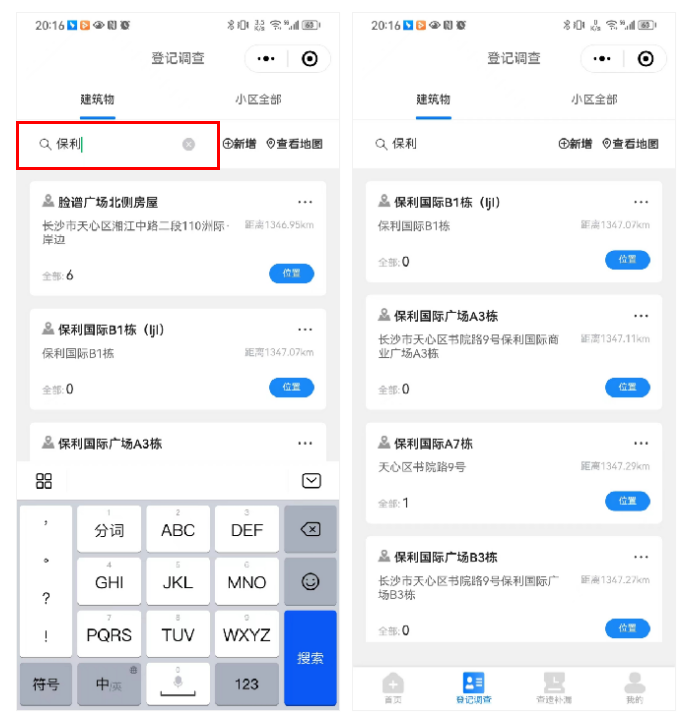 20:16
登记调查
建筑物
小区全部
保利
新增 查看地图
脸谱广场北侧房屋
长沙市天心区湘江中路二段110洲际·
岸边
距离1346.95km
全部:6
位置
保利国际B1栋（ljl）
保利国际B1栋
距离1347.07km
全部:0
位置
保利国际广场A3栋
,
。
?
!
1
分词
2
ABC
3
DEF
4
GHI
5
JKL
6
MNO
7
PQRS
8
TUV
9
WXYZ
搜索
符号
中/英
0
123
20:16
登记调查
建筑物
小区全部
保利
新增 查看地图
保利国际B1栋（ljl）
保利国际B1栋
距离1347.07km
全部:0
位置
保利国际广场A3栋
长沙市天心区书院路9号保利国际商
业广场A3栋
距离1347.11km
全部:0
位置
保利国际A7栋
天心区书院路9号
距离1347.29km
全部:1
位置
保利国际广场B3栋
长沙市天心区书院路9号保利国际广
场B3栋
距离1347.27km
全部:0
位置
首页
登记调查
查速补漏
我的